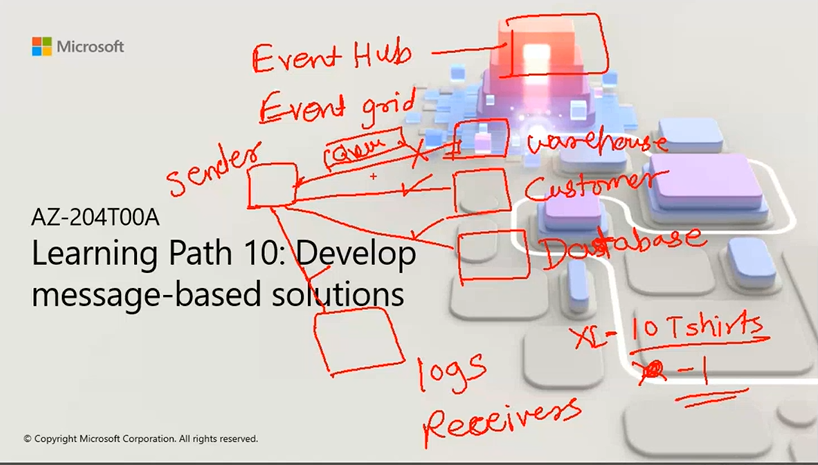 Microsoft
Event Hub
Event grid
Sender
Queue
warehouse
Customer
Database
AZ-204T00A
Learning Path 10: Develop
message-based solutions
XL - 10 Tshirts
- 1
logs
Receivers
© Copyright Microsoft Corporation. All rights reserved.